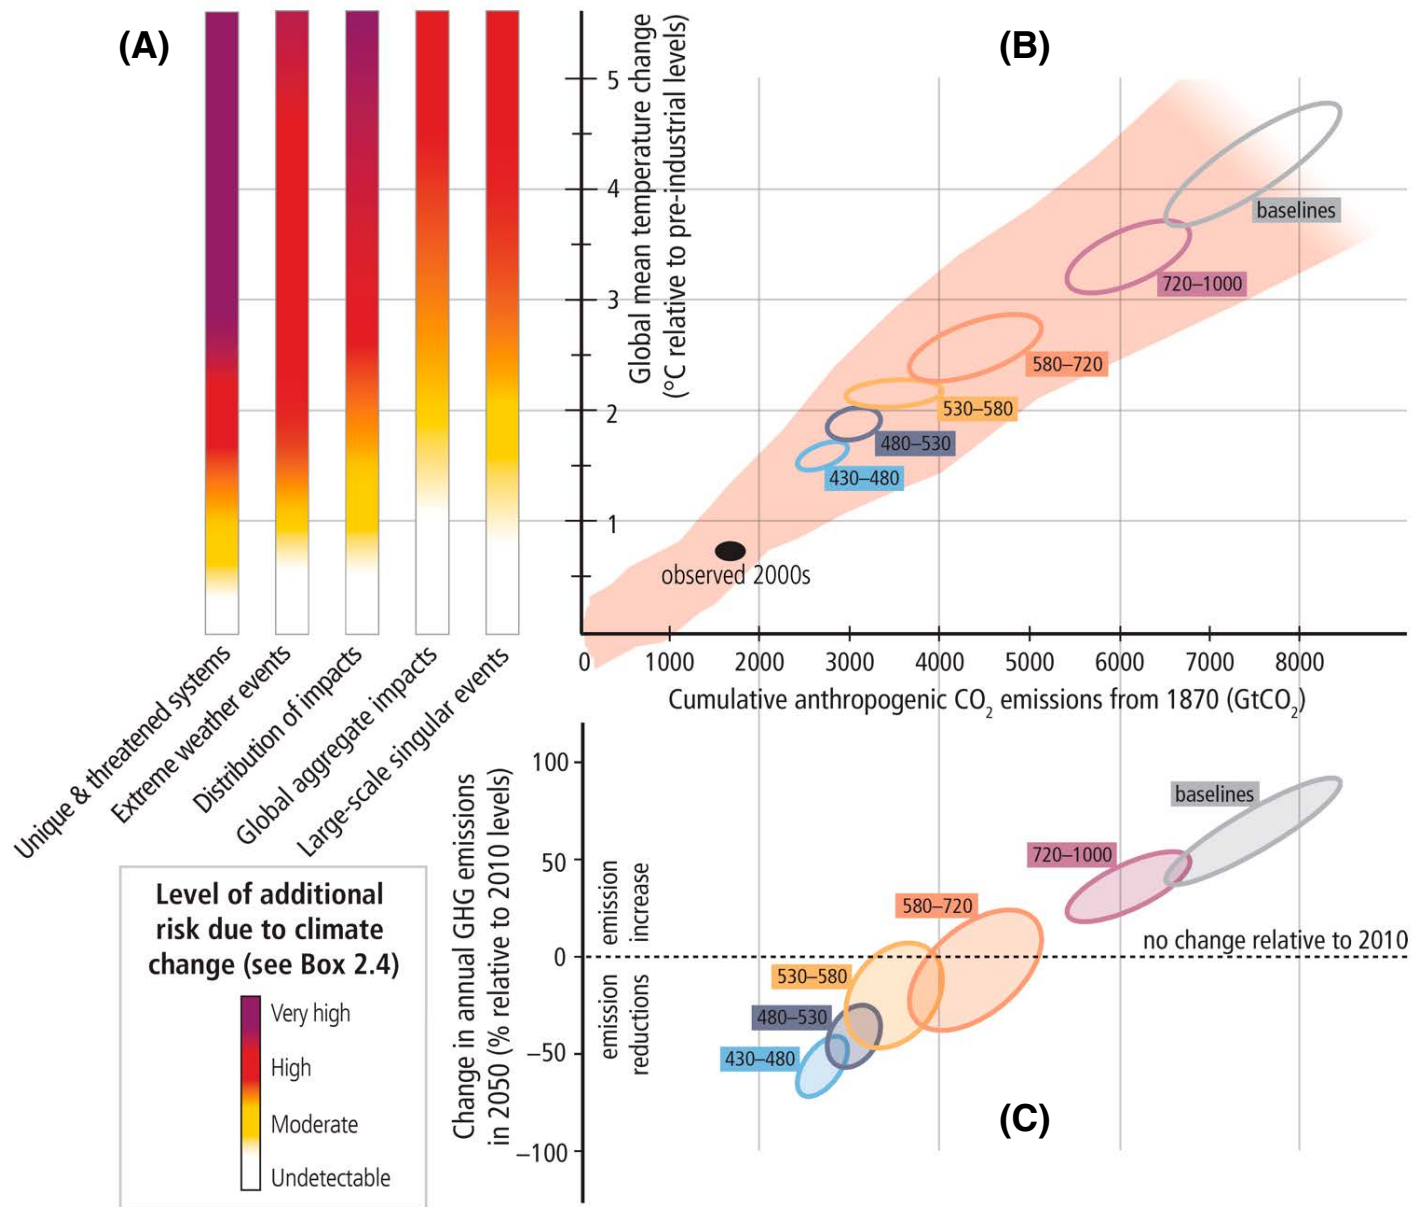 (A)
(B)
Global mean temperature change
(°C relative to pre-industrial levels)
5
4
3
2
1
baselines
720–1000
580–720
530–580
480–530
430–480
observed 2000s
0
1000
2000
3000
4000
5000
6000
7000
8000
Cumulative anthropogenic CO2 emissions from 1870 (GtCO2)
Unique & threatened systems
Extreme weather events
Distribution of impacts
Global aggregate impacts
Large-scale singular events
Level of additional
risk due to climate
change (see Box 2.4)
Very high
High
Moderate
Undetectable
Change in annual GHG emissions
in 2050 (% relative to 2010 levels)
100
50
0
−50
−100
emission
increase
emission
reductions
baselines
720–1000
580–720
no change relative to 2010
530–580
480–530
430–480
(C)